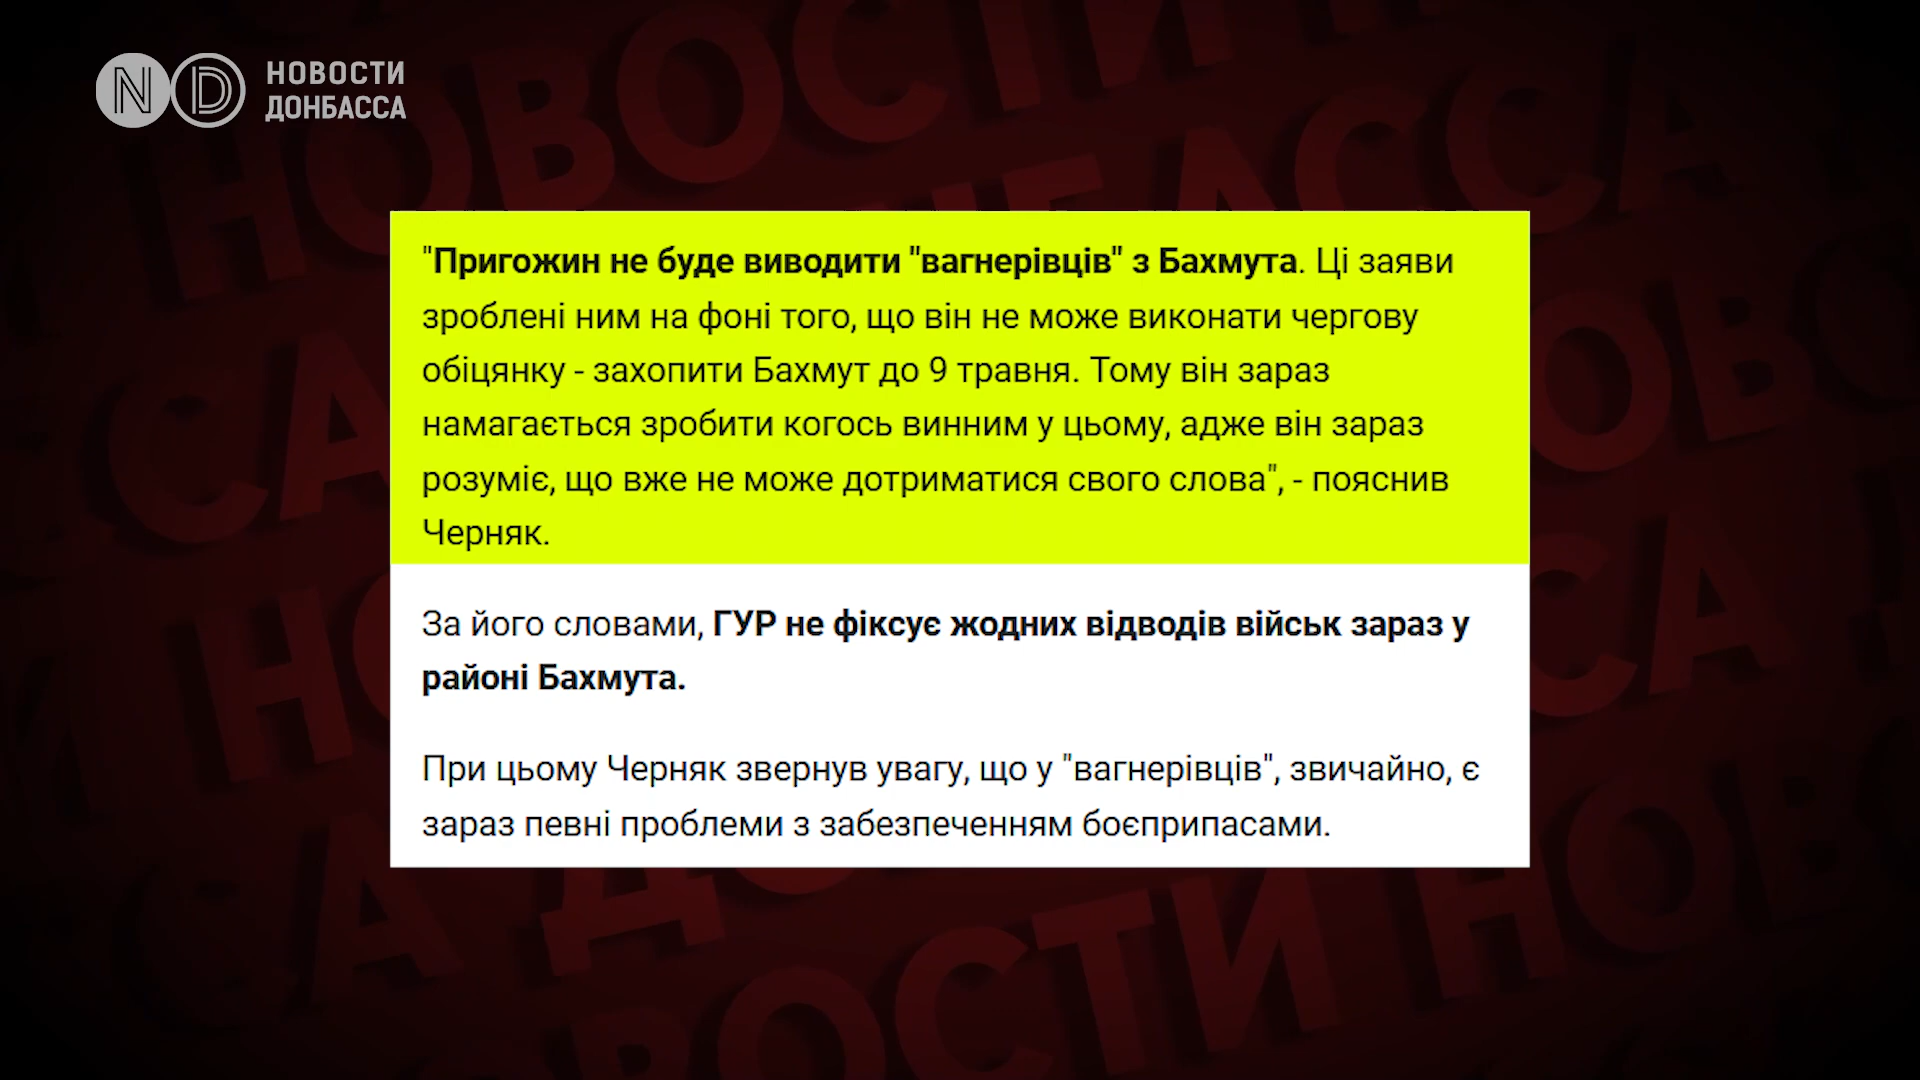 НОВОСТИ
ДОНБАССА
"Пригожин не буде виводити "вагнерівців" з Бахмута. Ці заяви
зроблені ним на фоні того, що він не може виконати чергову
обіцянку - захопити Бахмут до 9 травня. Тому він зараз
намагається зробити когось винним у цьому, адже він зараз
розуміє, що вже не може дотриматися свого слова", - пояснив
Черняк.
За його словами, ГУР не фіксує жодних відводів військ зараз у
районі Бахмута.
При цьому Черняк звернув увагу, що у "вагнерівців", звичайно, є
зараз певні проблеми з забезпеченням боєприпасами.